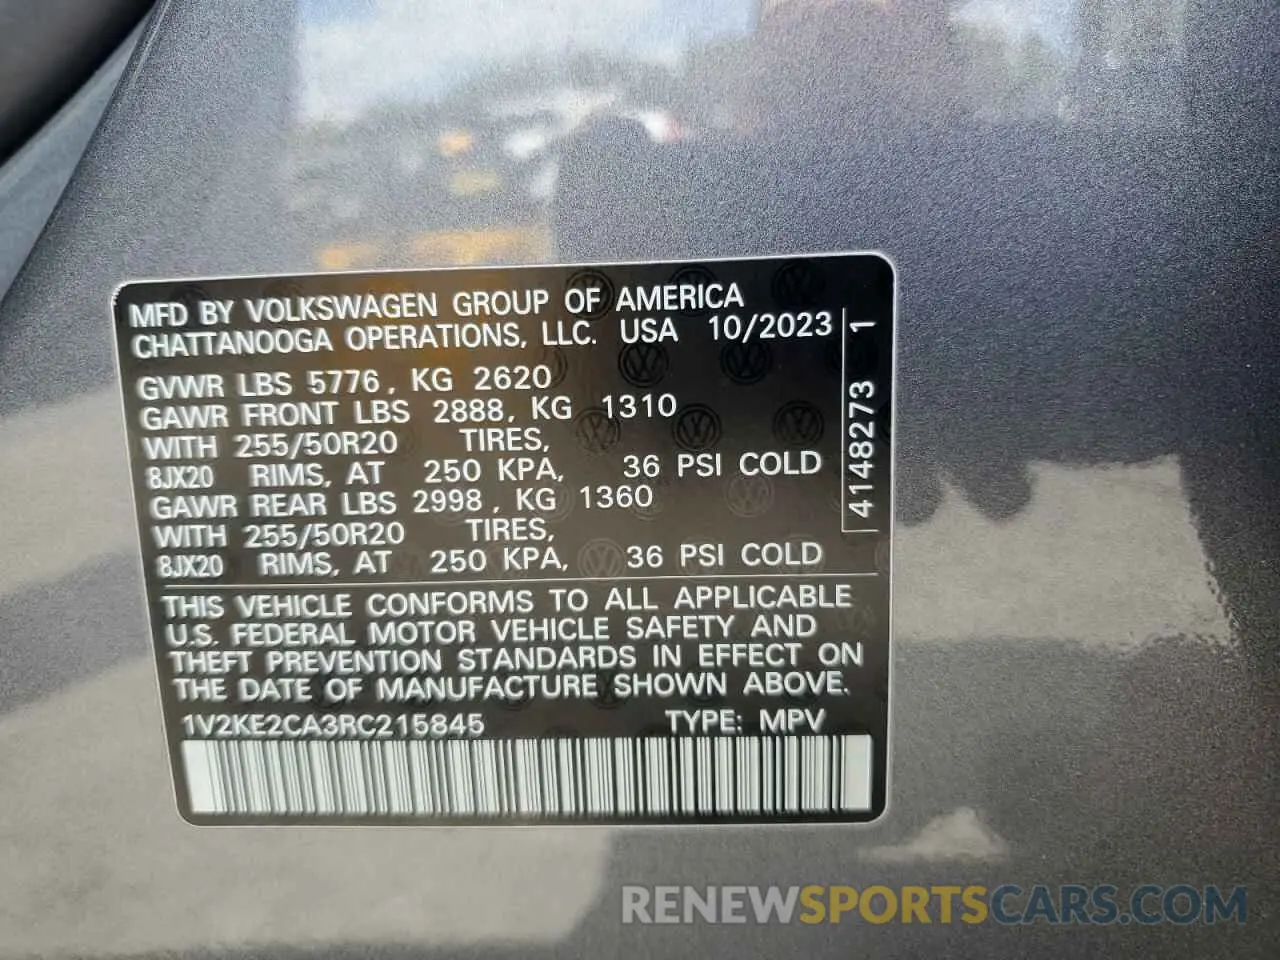 MFD BY VOLKSWAGEN GROUP OF AMERICA
CHATTANOOGA OPERATIONS, LLC. USA 10/2023
GVWR LBS 5776, KG 2620
GAWR FRONT LBS 2888, KG 1310
WITH 255/50R20 TIRES,
8JX20 RIMS, AT 250 KPA, 36 PSI COLD
GAWR REAR LBS 2998, KG 1360
WITH 255/50R20 TIRES,
8JX20 RIMS, AT 250 KPA, 36 PSI COLD
4148273 1
THIS VEHICLE CONFORMS TO ALL APPLICABLE
U.S. FEDERAL MOTOR VEHICLE SAFETY AND
THEFT PREVENTION STANDARDS IN EFFECT ON
THE DATE OF MANUFACTURE SHOWN ABOVE.
1V2KE2CA3RC215845 TYPE: MPV
RENEWSPORTSCARS.COM